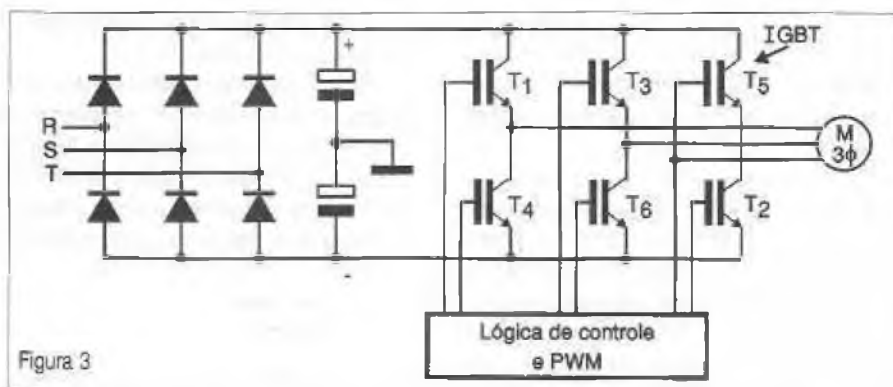 IGBT
+
T1
T3
T5
R
S
T
M
3ϕ
T4
T6
T2
-
Lógica de controle
e PWM
Figura 3